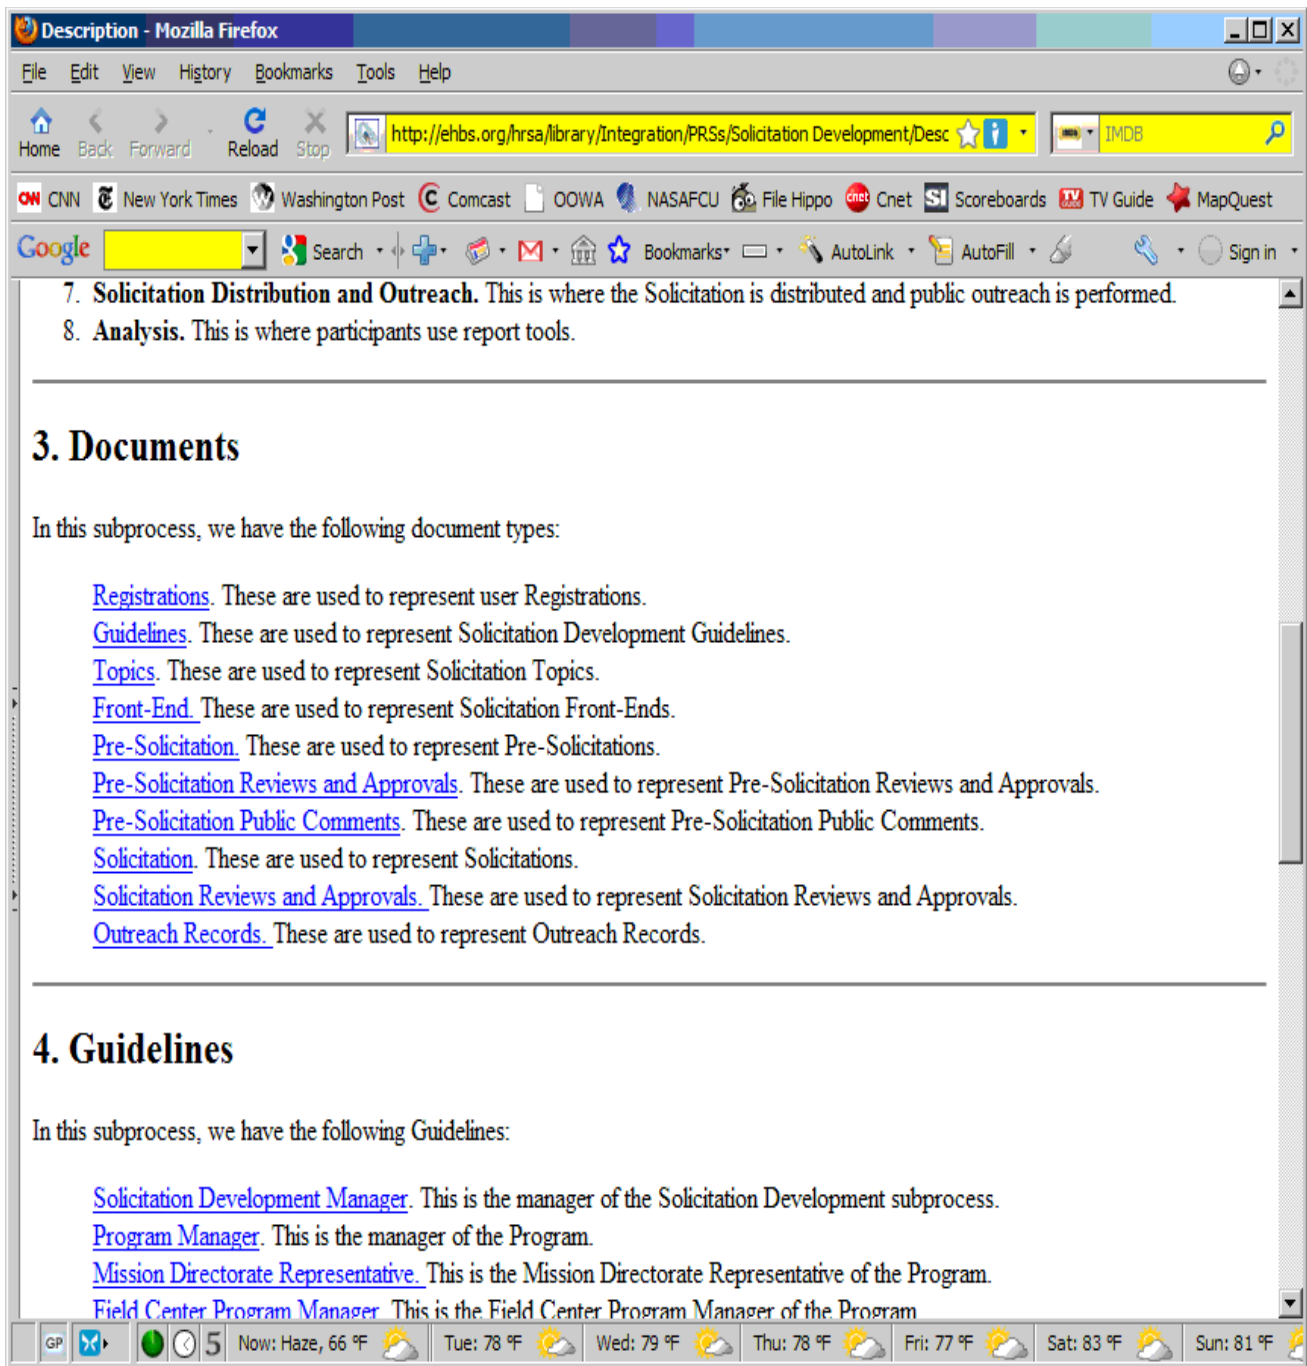 Description - Mozilla Firefox
File Edit View History Bookmarks Tools Help
Home Back Forward Reload Stop http://ehbs.org/hrsa/library/Integration/PRSs/Solicitation Development/Desc IMDB
CNN New York Times Washington Post Comcast OOWA NASAFCU File Hippo cnet Cnet SI Scoreboards TV Guide MapQuest
Google Search Bookmarks AutoLink AutoFill Sign in
7. Solicitation Distribution and Outreach. This is where the Solicitation is distributed and public outreach is performed.
8. Analysis. This is where participants use report tools.
3. Documents
In this subprocess, we have the following document types:
Registrations. These are used to represent user Registrations.
Guidelines. These are used to represent Solicitation Development Guidelines.
Topics. These are used to represent Solicitation Topics.
Front-End. These are used to represent Solicitation Front-Ends.
Pre-Solicitation. These are used to represent Pre-Solicitations.
Pre-Solicitation Reviews and Approvals. These are used to represent Pre-Solicitation Reviews and Approvals.
Pre-Solicitation Public Comments. These are used to represent Pre-Solicitation Public Comments.
Solicitation. These are used to represent Solicitations.
Solicitation Reviews and Approvals. These are used to represent Solicitation Reviews and Approvals.
Outreach Records. These are used to represent Outreach Records.
4. Guidelines
In this subprocess, we have the following Guidelines:
Solicitation Development Manager. This is the manager of the Solicitation Development subprocess.
Program Manager. This is the manager of the Program.
Mission Directorate Representative. This is the Mission Directorate Representative of the Program.
Field Center Program Manager. This is the Field Center Program Manager of the Program
GP 5 Now: Haze, 66 °F Tue: 78 °F Wed: 79 °F Thu: 78 °F Fri: 77 °F Sat: 83 °F Sun: 81 °F